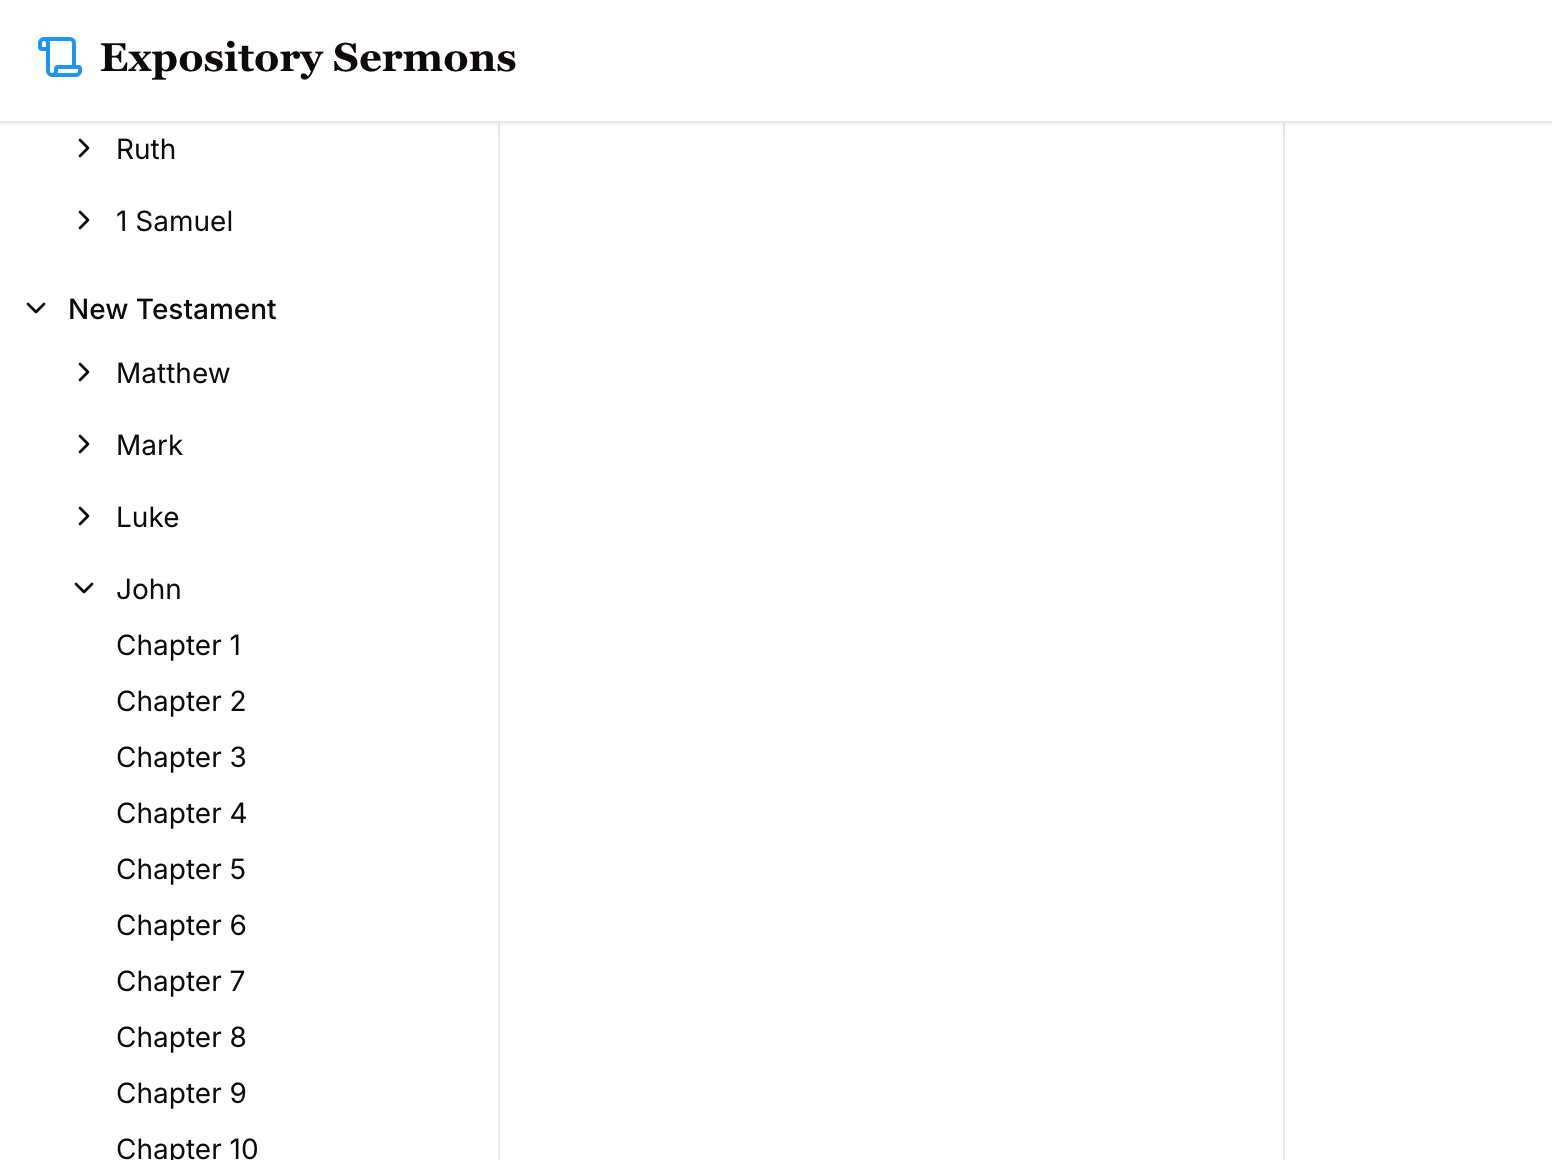 Expository Sermons
Ruth
1 Samuel
New Testament
Matthew
Mark
Luke
John
Chapter 1
Chapter 2
Chapter 3
Chapter 4
Chapter 5
Chapter 6
Chapter 7
Chapter 8
Chapter 9
Chapter 10